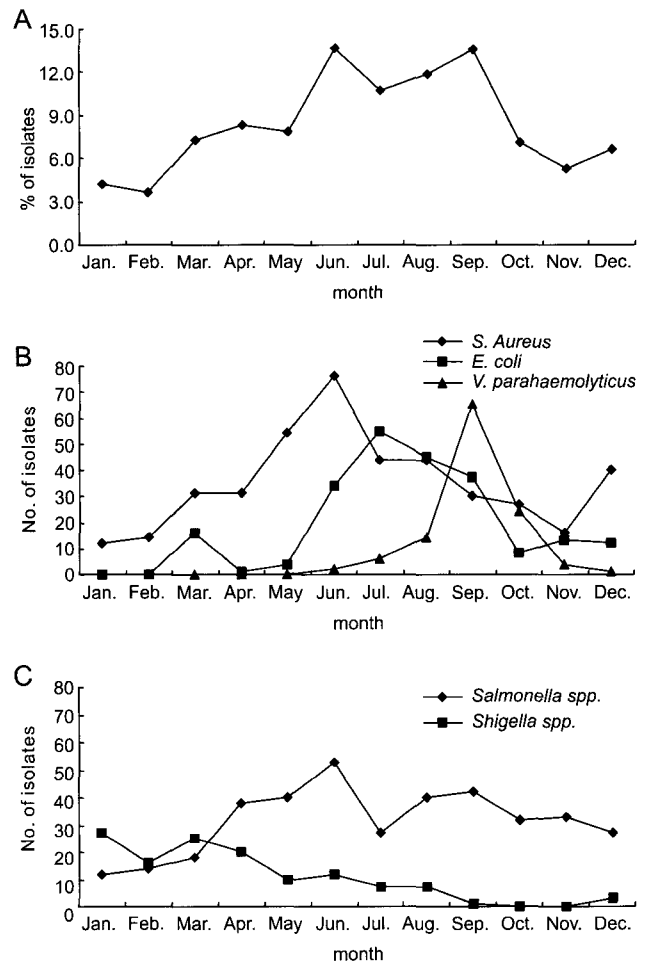 A
15.0
12.0
9.0
6.0
3.0
0.0
% of isolates
Jan. Feb. Mar. Apr. May Jun. Jul. Aug. Sep. Oct. Nov. Dec.
month
B
S. Aureus
E. coli
V. parahaemolyticus
80
70
60
50
40
30
20
10
0
No. of isolates
Jan. Feb. Mar. Apr. May Jun. Jul. Aug. Sep. Oct. Nov. Dec.
month
C
Salmonella spp.
Shigella spp.
80
70
60
50
40
30
20
10
0
No. of isolates
Jan. Feb. Mar. Apr. May Jun. Jul. Aug. Sep. Oct. Nov. Dec.
month